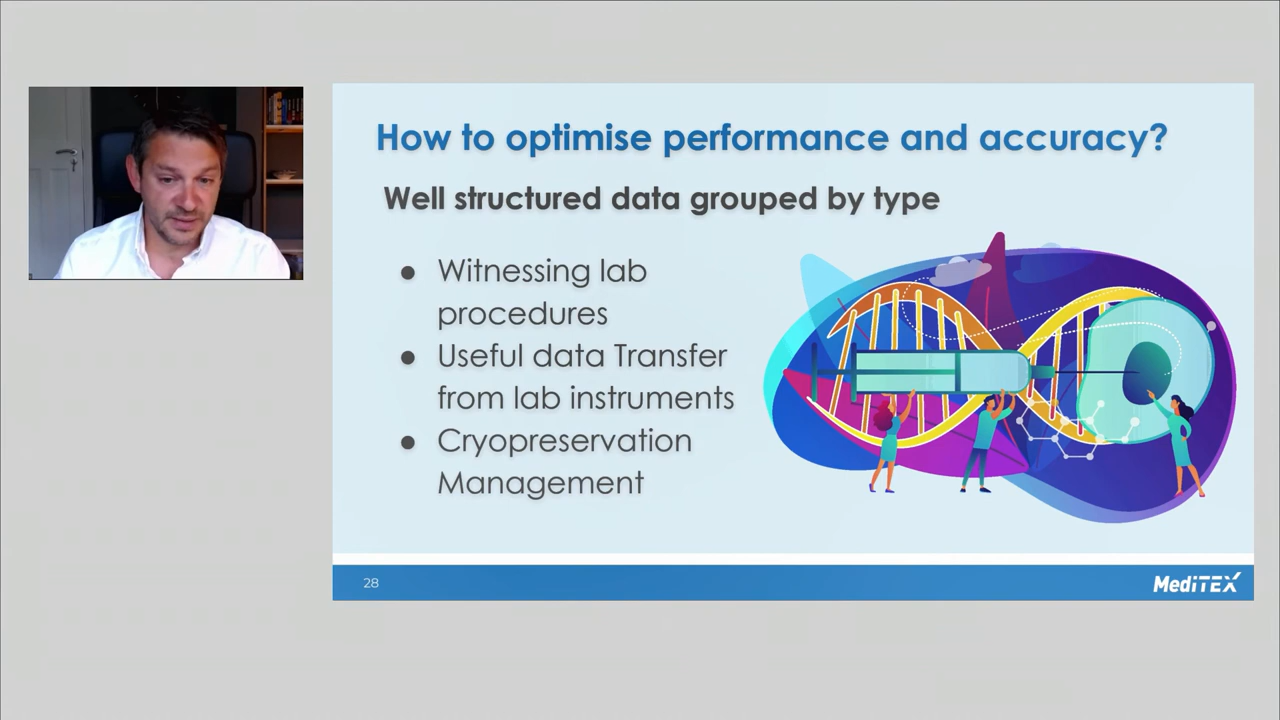 How to optimise performance and accuracy?
Well structured data grouped by type
● Witnessing lab
procedures
● Useful data Transfer
from lab instruments
● Cryopreservation
Management
28
MediTEX